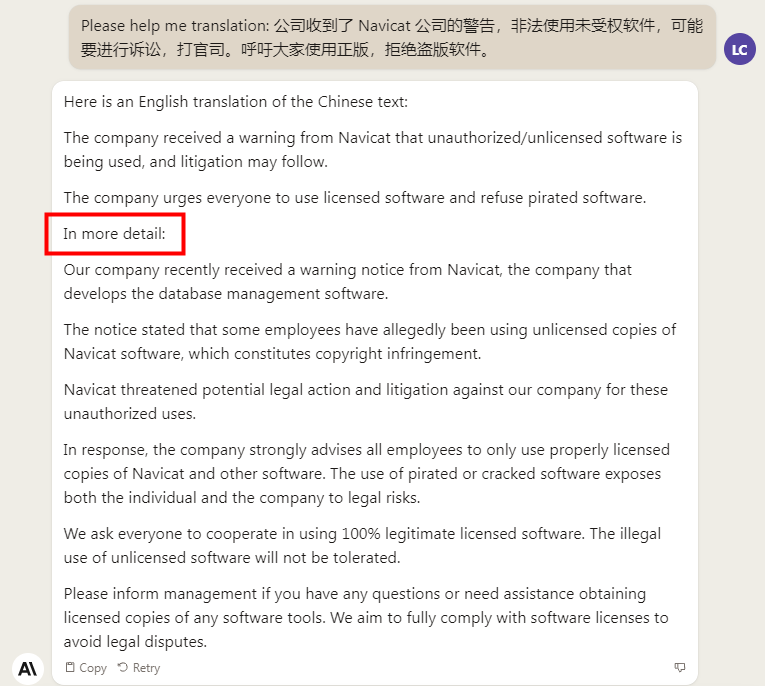 Please help me translation: 公司收到了 Navicat 公司的警告，非法使用未受权软件，可能
要进行诉讼，打官司。呼吁大家使用正版，拒绝盗版软件。
LC
Here is an English translation of the Chinese text:
The company received a warning from Navicat that unauthorized/unlicensed software is
being used, and litigation may follow.
The company urges everyone to use licensed software and refuse pirated software.
In more detail:
Our company recently received a warning notice from Navicat, the company that
develops the database management software.
The notice stated that some employees have allegedly been using unlicensed copies of
Navicat software, which constitutes copyright infringement.
Navicat threatened potential legal action and litigation against our company for these
unauthorized uses.
In response, the company strongly advises all employees to only use properly licensed
copies of Navicat and other software. The use of pirated or cracked software exposes
both the individual and the company to legal risks.
We ask everyone to cooperate in using 100% legitimate licensed software. The illegal
use of unlicensed software will not be tolerated.
Please inform management if you have any questions or need assistance obtaining
licensed copies of any software tools. We aim to fully comply with software licenses to
avoid legal disputes.
A\
Copy Retry